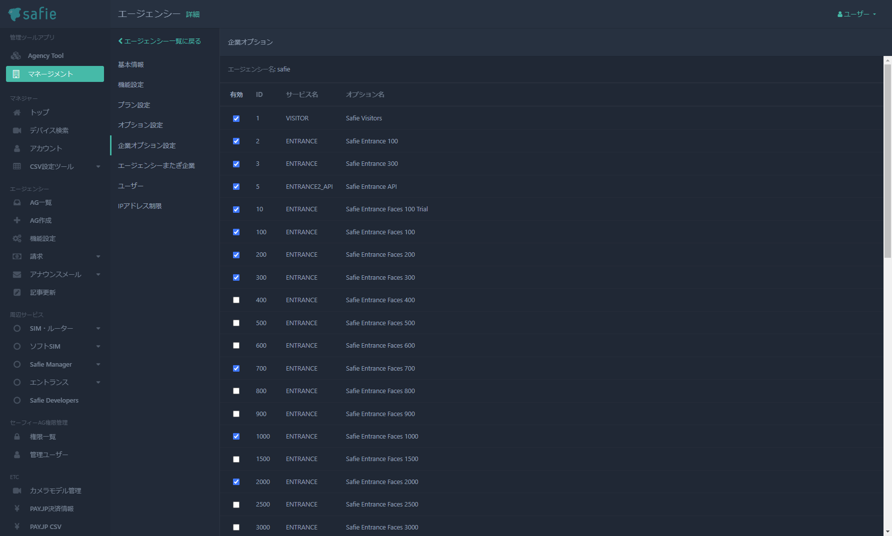 safie
エージェンシー 詳細
ユーザー
管理ツールアプリ
Agency Tool
マネージメント
マネジャー
トップ
デバイス検索
アカウント
CSV設定ツール
エージェンシー
AG一覧
AG作成
機能設定
請求
アナウンスメール
記事更新
周辺サービス
SIM・ルーター
ソフトSIM
Safie Manager
エントランス
Safie Developers
セーフィーAG権限管理
権限一覧
管理ユーザー
ETC
カメラモデル管理
PAYJP決済情報
PAYJP CSV
エージェンシー一覧に戻る
基本情報
機能設定
プラン設定
オプション設定
企業オプション設定
エージェンシーまたぎ企業
ユーザー
IPアドレス制限
企業オプション
エージェンシー名: safie
有効 ID サービス名 オプション名
1 VISITOR Safie Visitors
2 ENTRANCE Safie Entrance 100
3 ENTRANCE Safie Entrance 300
5 ENTRANCE2_API Safie Entrance API
10 ENTRANCE Safie Entrance Faces 100 Trial
100 ENTRANCE Safie Entrance Faces 100
200 ENTRANCE Safie Entrance Faces 200
300 ENTRANCE Safie Entrance Faces 300
400 ENTRANCE Safie Entrance Faces 400
500 ENTRANCE Safie Entrance Faces 500
600 ENTRANCE Safie Entrance Faces 600
700 ENTRANCE Safie Entrance Faces 700
800 ENTRANCE Safie Entrance Faces 800
900 ENTRANCE Safie Entrance Faces 900
1000 ENTRANCE Safie Entrance Faces 1000
1500 ENTRANCE Safie Entrance Faces 1500
2000 ENTRANCE Safie Entrance Faces 2000
2500 ENTRANCE Safie Entrance Faces 2500
3000 ENTRANCE Safie Entrance Faces 3000